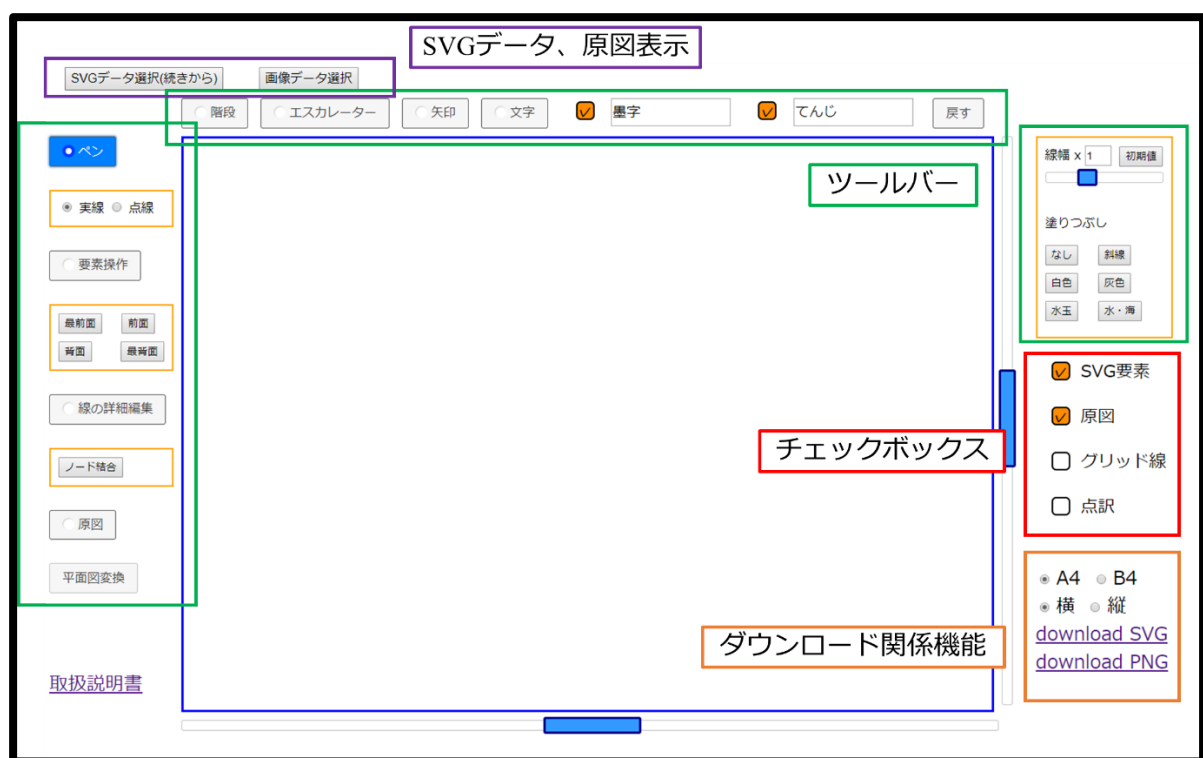 SVGデータ、原図表示
SVGデータ選択(続きから) 画像データ選択
階段 エスカレーター 矢印 文字 墨字 てんじ 戻す
ペン
実線 点線
要素操作
最前面 前面
背面 最背面
線の詳細編集
ノード結合
原図
平面図変換
取扱説明書
ツールバー
チェックボックス
ダウンロード関係機能
線幅 x 1 初期値
塗りつぶし
なし 斜線
白色 灰色
水玉 水・海
SVG要素
原図
グリッド線
点訳
A4 B4
横 縦
download SVG
download PNG